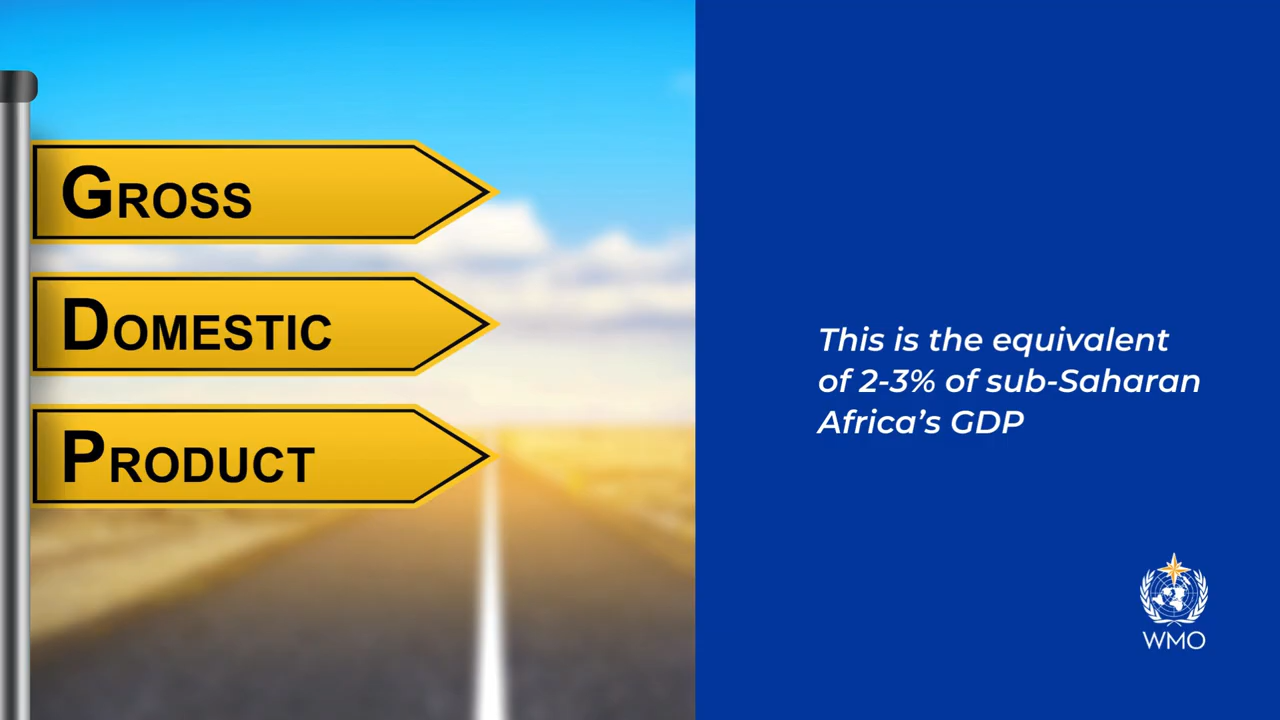 GROSS
DOMESTIC
PRODUCT
This is the equivalent
of 2-3% of sub-Saharan
Africa's GDP
WMO